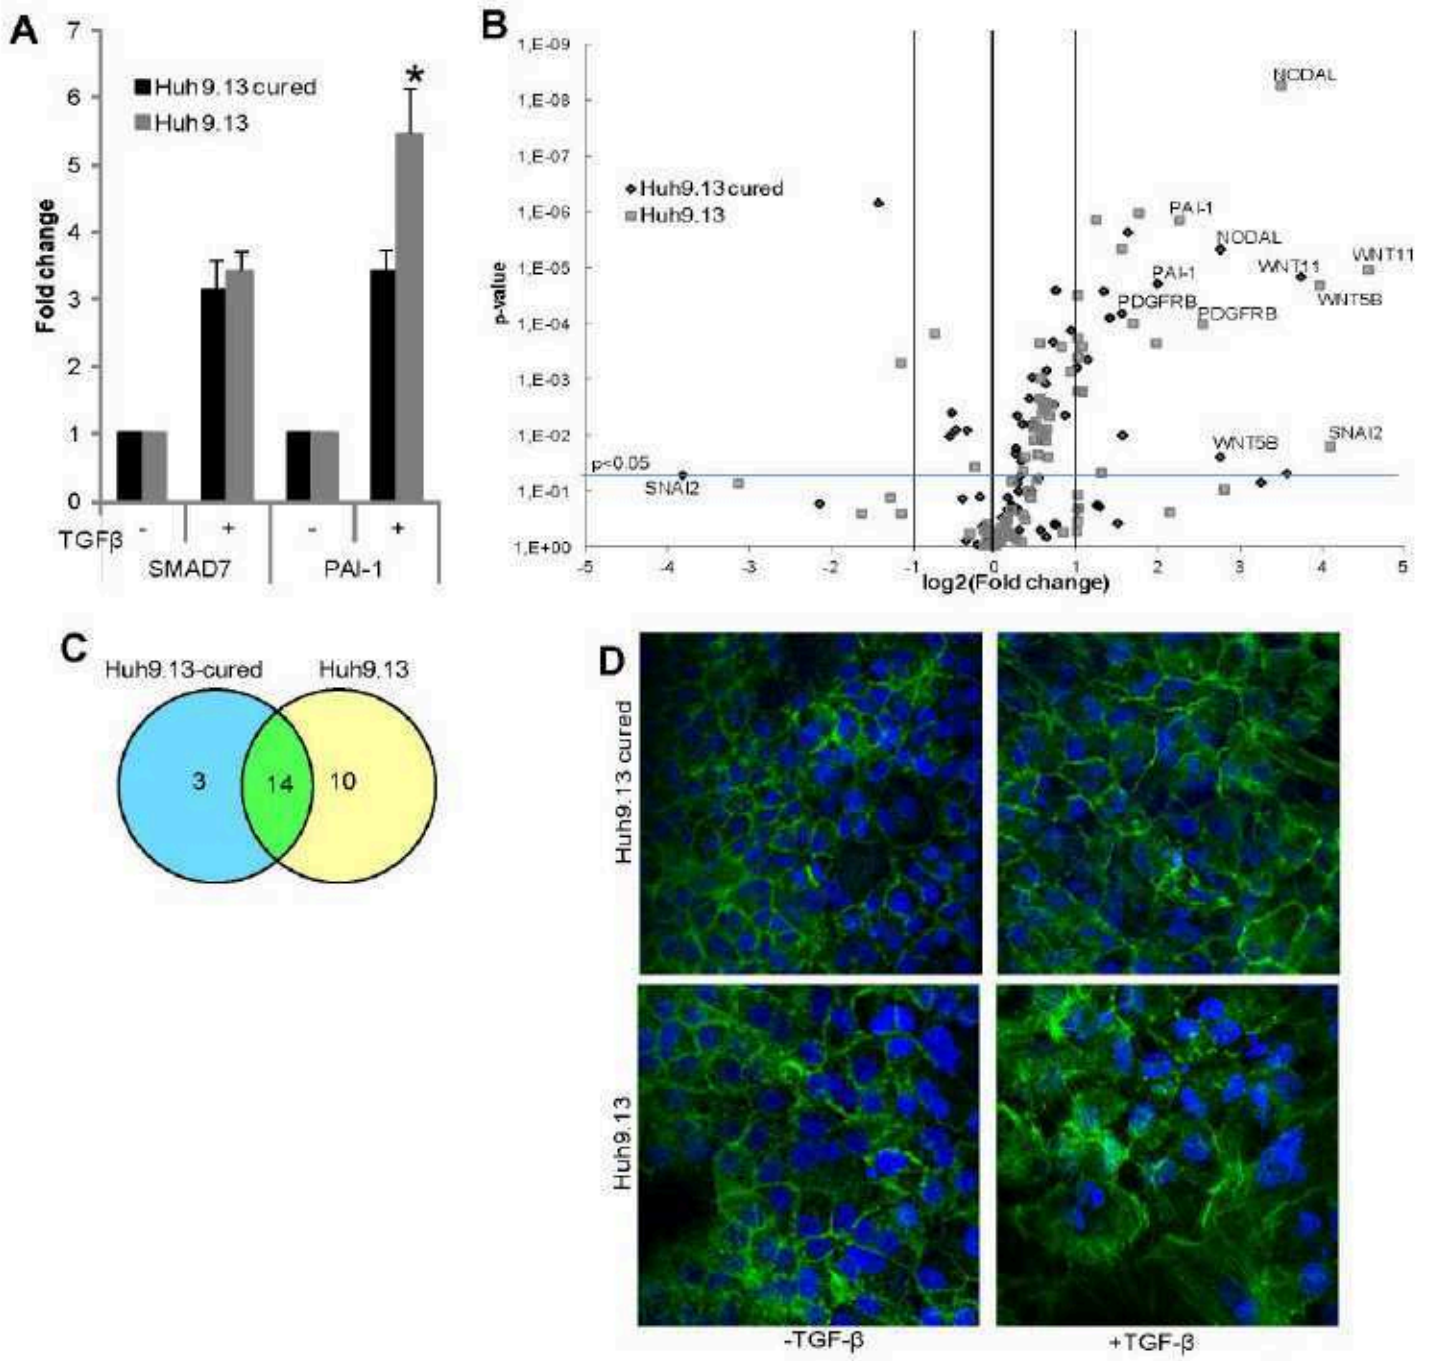 A
7
6
5
4
3
2
1
0
Fold change
Huh9.13 cured
Huh9.13
*
TGFβ - + - +
SMAD7 PAI-1
B
1,E-09
1,E-08
1,E-07
1,E-06
1,E-05
1,E-04
1,E-03
1,E-02
1,E-01
1,E+00
p-value
Huh9.13 cured
Huh9.13
NODAL
PAI-1
NODAL
WNT11
WNT11
PAI-1
WNT5B
PDGFRB
PDGFRB
SNAI2
WNT5B
p<0.05
SNAI2
-5 -4 -3 -2 -1 0 1 2 3 4 5
log2(Fold change)
C
Huh9.13-cured Huh9.13
3 14 10
D
Huh9.13 cured
Huh9.13
-TGF-β +TGF-β